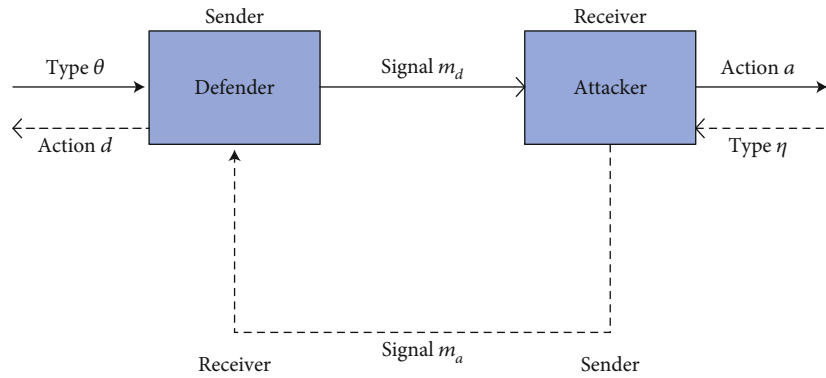 Sender
Receiver
Type θ
Defender
Signal m_d
Attacker
Action a
Action d
Type η
Signal m_a
Receiver
Sender